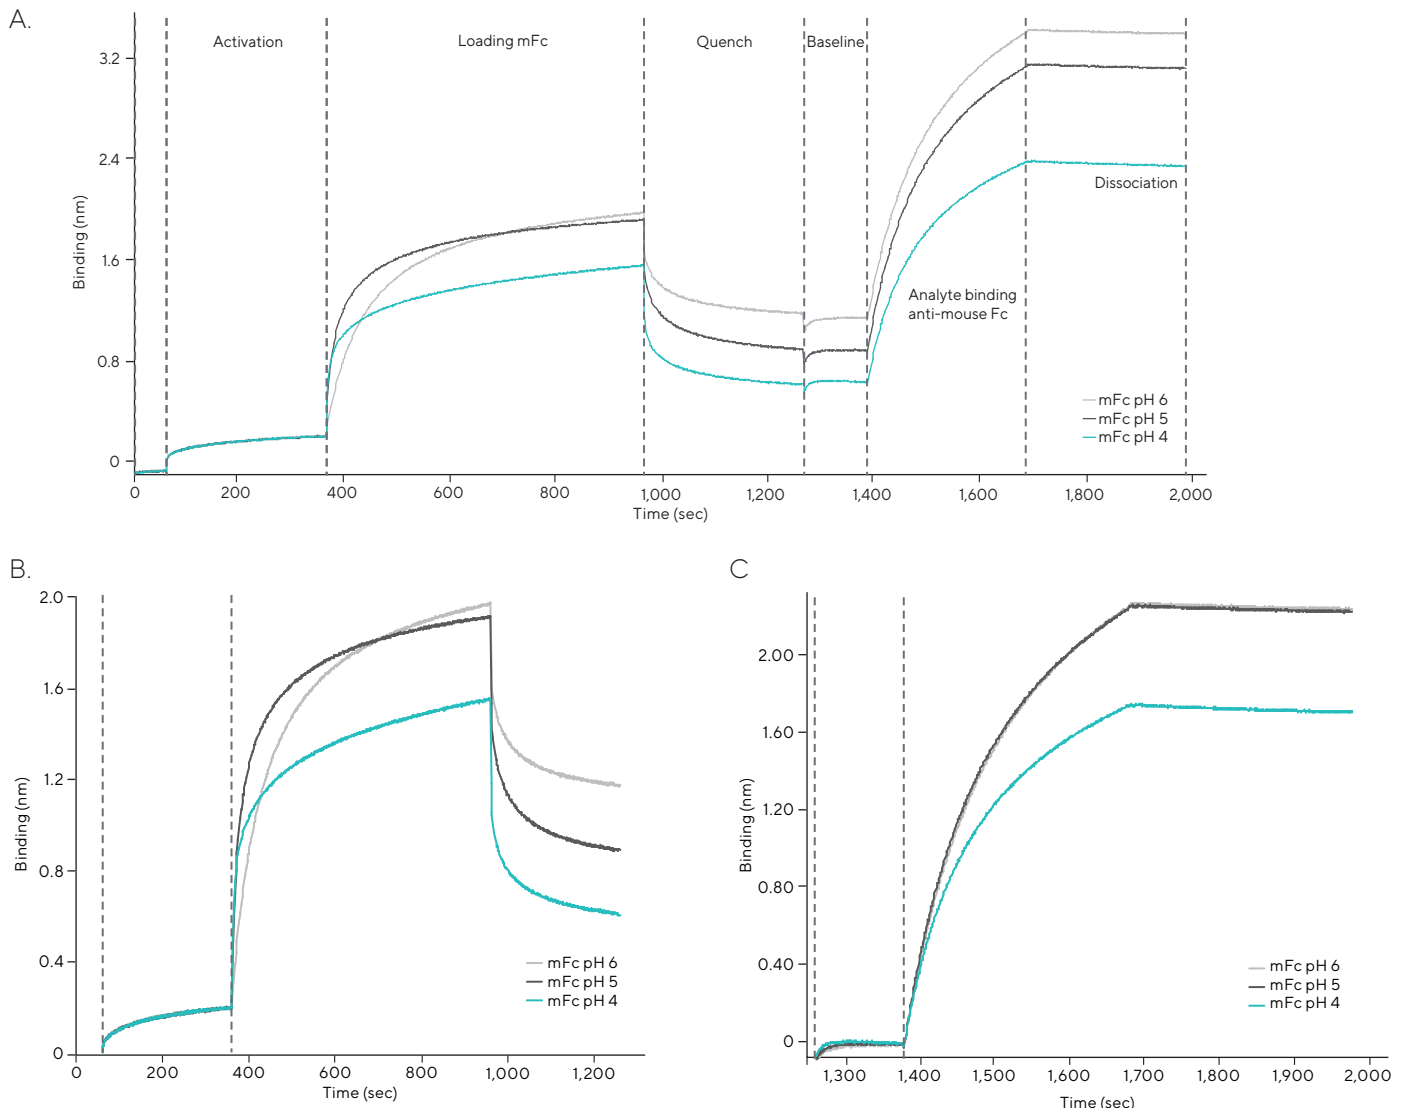 A.
Activation
Loading mFc
Quench
Baseline
3.2
2.4
1.6
0.8
0
Binding (nm)
Dissociation
Analyte binding
anti-mouse Fc
mFc pH 6
mFc pH 5
mFc pH 4
0 200 400 600 800 1,000 1,200 1,400 1,600 1,800 2,000
Time (sec)
B.
2.0
1.6
1.2
0.8
0.4
0
Binding (nm)
mFc pH 6
mFc pH 5
mFc pH 4
0 200 400 600 800 1,000 1,200
Time (sec)
C
2.00
1.60
1.20
0.80
0.40
0
Binding (nm)
mFc pH 6
mFc pH 5
mFc pH 4
1,300 1,400 1,500 1,600 1,700 1,800 1,900 2,000
Time (sec)